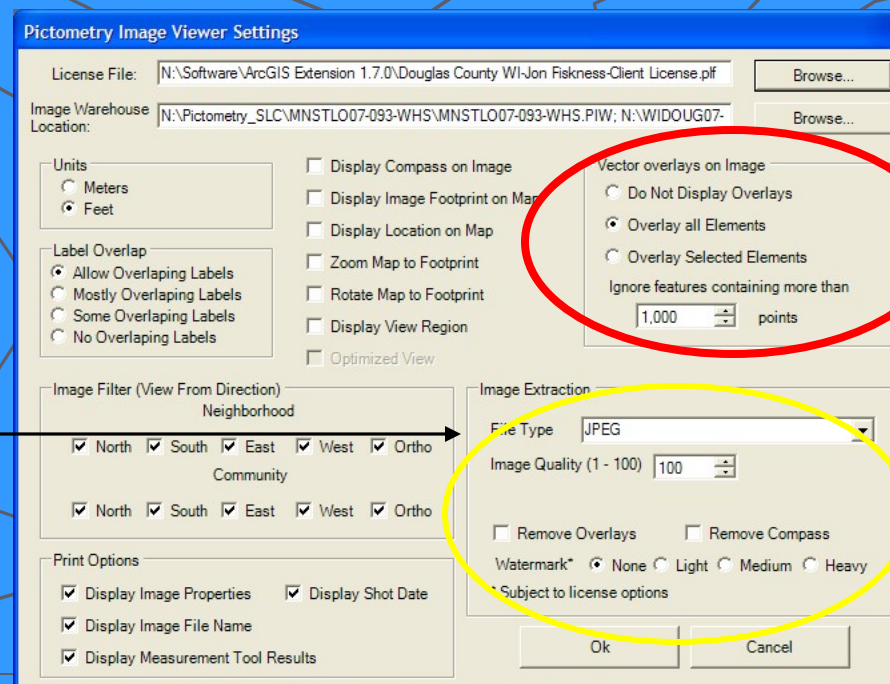 Pictometry Image Viewer Settings
License File: N:\Software\ArcGIS Extension 1.7.0\Douglas County WI-Jon Fiskness-Client License.plf Browse...
Image Warehouse Location: N:\Pictometry_SLC\MNSTLO07-093-WHS\MNSTLO07-093-WHS.PIW; N:\WIDOUG07- Browse...
Units
Meters
Feet
Label Overlap
Allow Overlaping Labels
Mostly Overlaping Labels
Some Overlaping Labels
No Overlaping Labels
Display Compass on Image
Display Image Footprint on Map
Display Location on Map
Zoom Map to Footprint
Rotate Map to Footprint
Display View Region
Optimized View
Vector overlays on Image
Do Not Display Overlays
Overlay all Elements
Overlay Selected Elements
Ignore features containing more than
1,000 points
Image Filter (View From Direction)
Neighborhood
North South East West Ortho
Community
North South East West Ortho
Print Options
Display Image Properties Display Shot Date
Display Image File Name
Display Measurement Tool Results
Image Extraction
File Type JPEG
Image Quality (1 - 100) 100
Remove Overlays Remove Compass
Watermark* None Light Medium Heavy
* Subject to license options
Ok Cancel